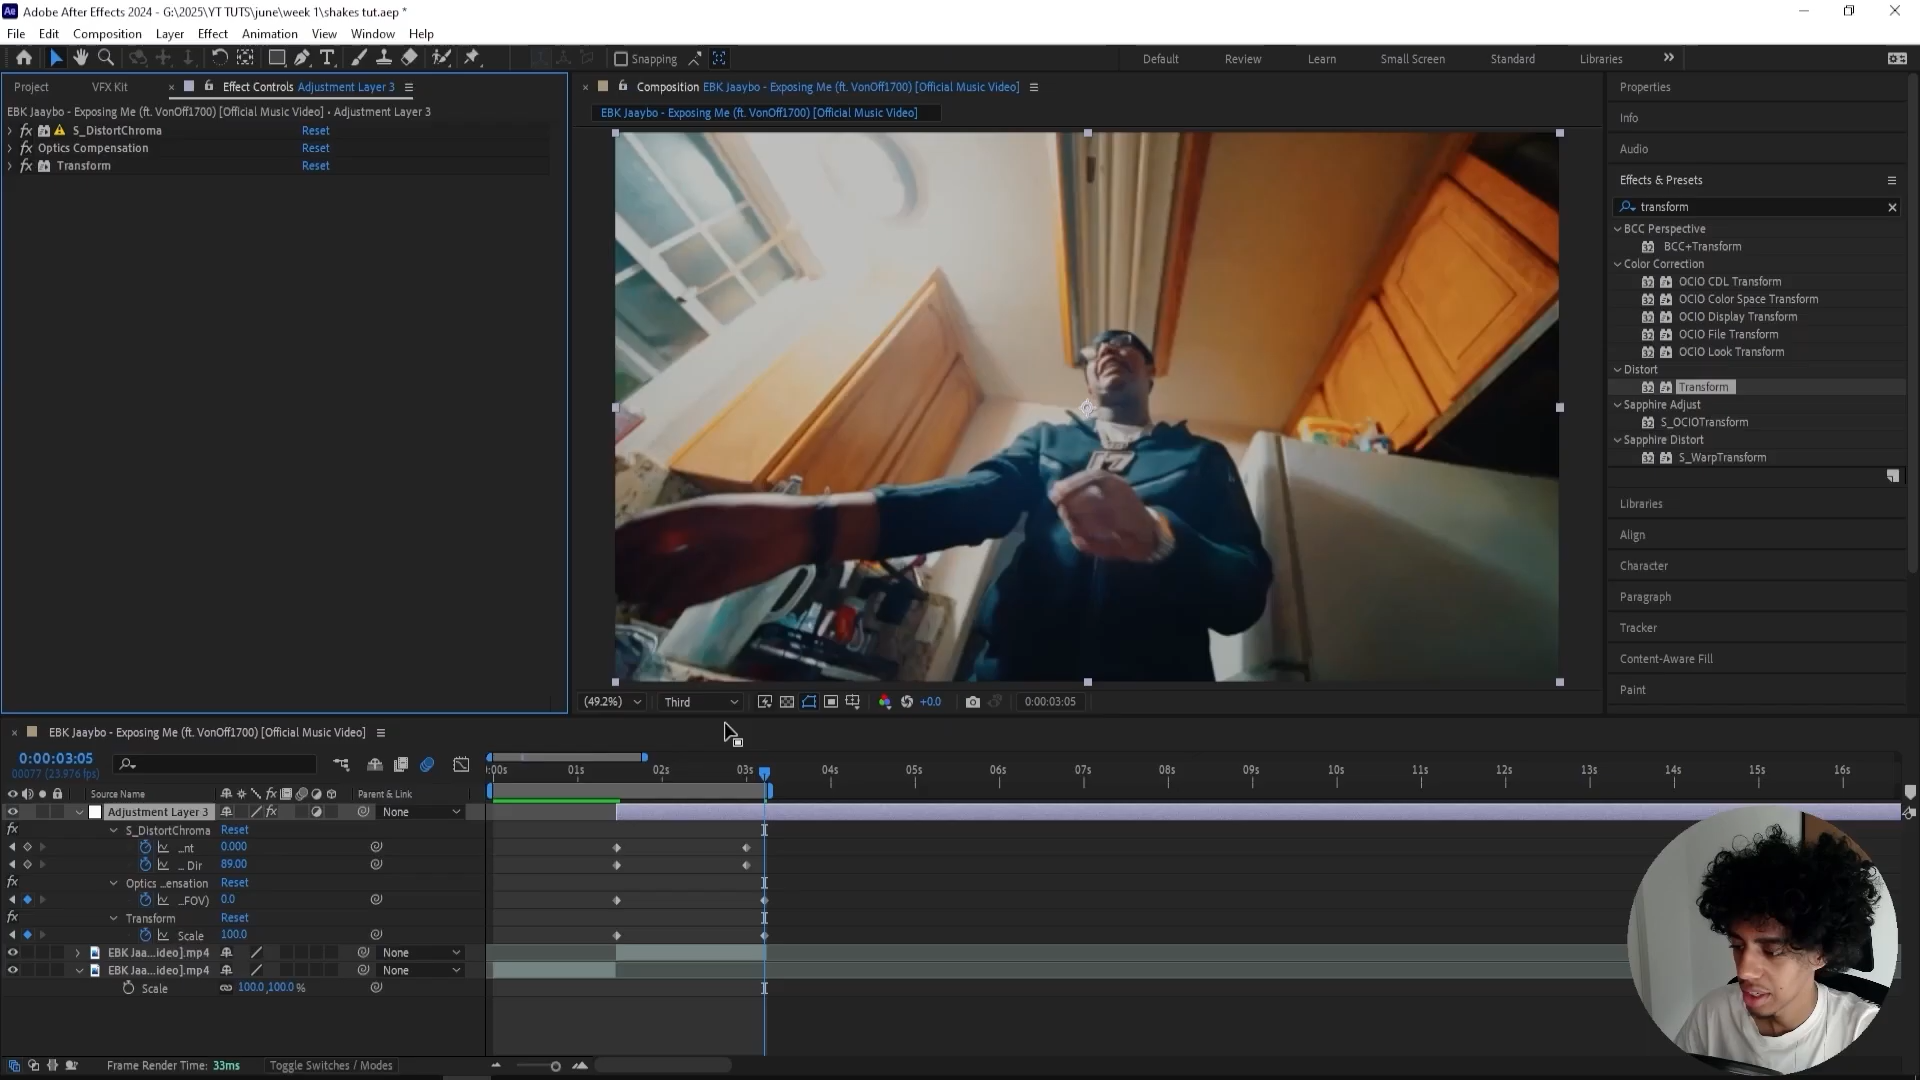 Adobe After Effects 2024 - G:\2025\YT TUTS\june\week 1\shakes tut.aep *
File Edit Composition Layer Effect Animation View Window Help
Snapping
Default Review Learn Small Screen Standard Libraries
Project VFX Kit Effect Controls Adjustment Layer 3
EBK Jaaybo - Exposing Me (ft. VonOff1700) [Official Music Video] • Adjustment Layer 3
S_DistortChroma Reset
Optics Compensation Reset
Transform Reset
Composition EBK Jaaybo - Exposing Me (ft. VonOff1700) [Official Music Video]
EBK Jaaybo - Exposing Me (ft. VonOff1700) [Official Music Video]
(49.2%) Third +0.0 0:00:03:05
Properties
Info
Audio
Effects & Presets
transform
BCC Perspective
BCC+Transform
Color Correction
OCIO CDL Transform
OCIO Color Space Transform
OCIO Display Transform
OCIO File Transform
OCIO Look Transform
Distort
Transform
Sapphire Adjust
S_OCIOTransform
Sapphire Distort
S_WarpTransform
Libraries
Align
Character
Paragraph
Tracker
Content-Aware Fill
Paint
EBK Jaaybo - Exposing Me (ft. VonOff1700) [Official Music Video]
0:00:03:05
00077 (23.976 fps)
:00s 01s 02s 03s 04s 05s 06s 07s 08s 09s 10s 11s 12s 13s 14s 15s 16s
Source Name Parent & Link
Adjustment Layer 3 None
S_DistortChroma Reset
_nt 0.000
_ Dir 89.00
Optics ..ensation Reset
_FOV) 0.0
Transform Reset
Scale 100.0
EBK Jaa...ideo].mp4 None
EBK Jaa...ideo].mp4 None
Scale 100.0,100.0 %
Frame Render Time: 33ms Toggle Switches / Modes